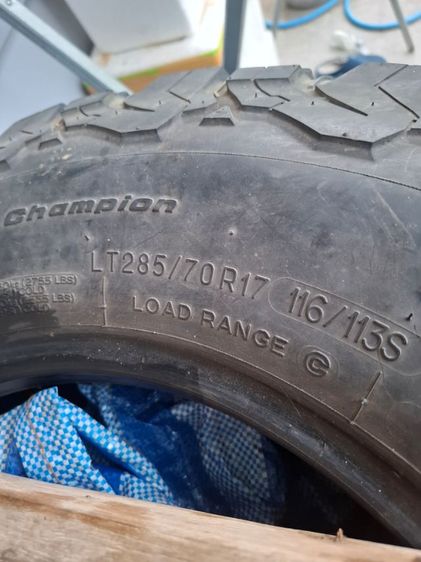 Champion
LT285/70R17 116/113S
LOAD RANGE C